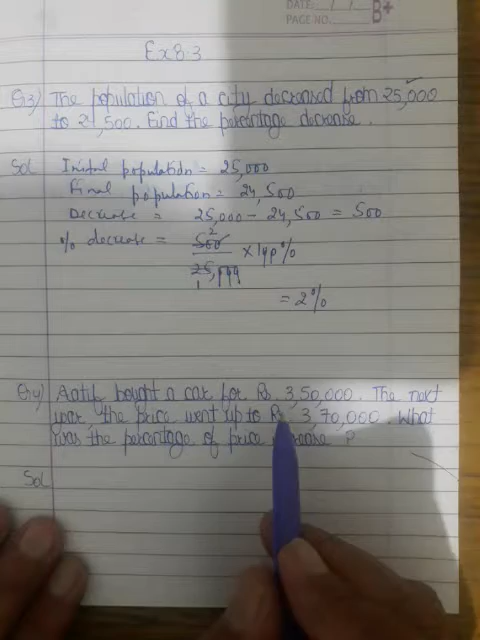 DATE: / /
PAGE NO.
B+
Ex 8.3
Q3) The population of a city decreased from 25,000
to 24,500. Find the percentage decrease.
Sol Initial population = 25,000
Final population = 24,500
Decrease = 25,000 - 24,500 = 500
% decrease = 500/25,000 × 100%
2
1
= 2%
Q4) Aatif bought a car for Rs. 3,50,000. The next
year, the price went up to Rs 3,70,000. What
was the percentage of price ?
Sol